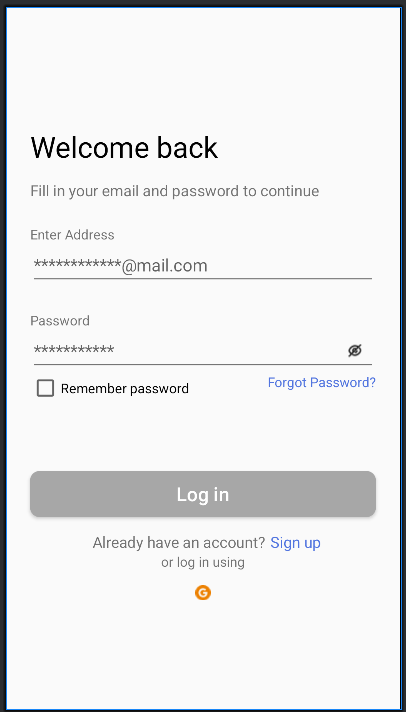 Welcome back
Fill in your email and password to continue
Enter Address
************@mail.com
Password
***********
Remember password
Forgot Password?
Log in
Already have an account? Sign up
or log in using
G